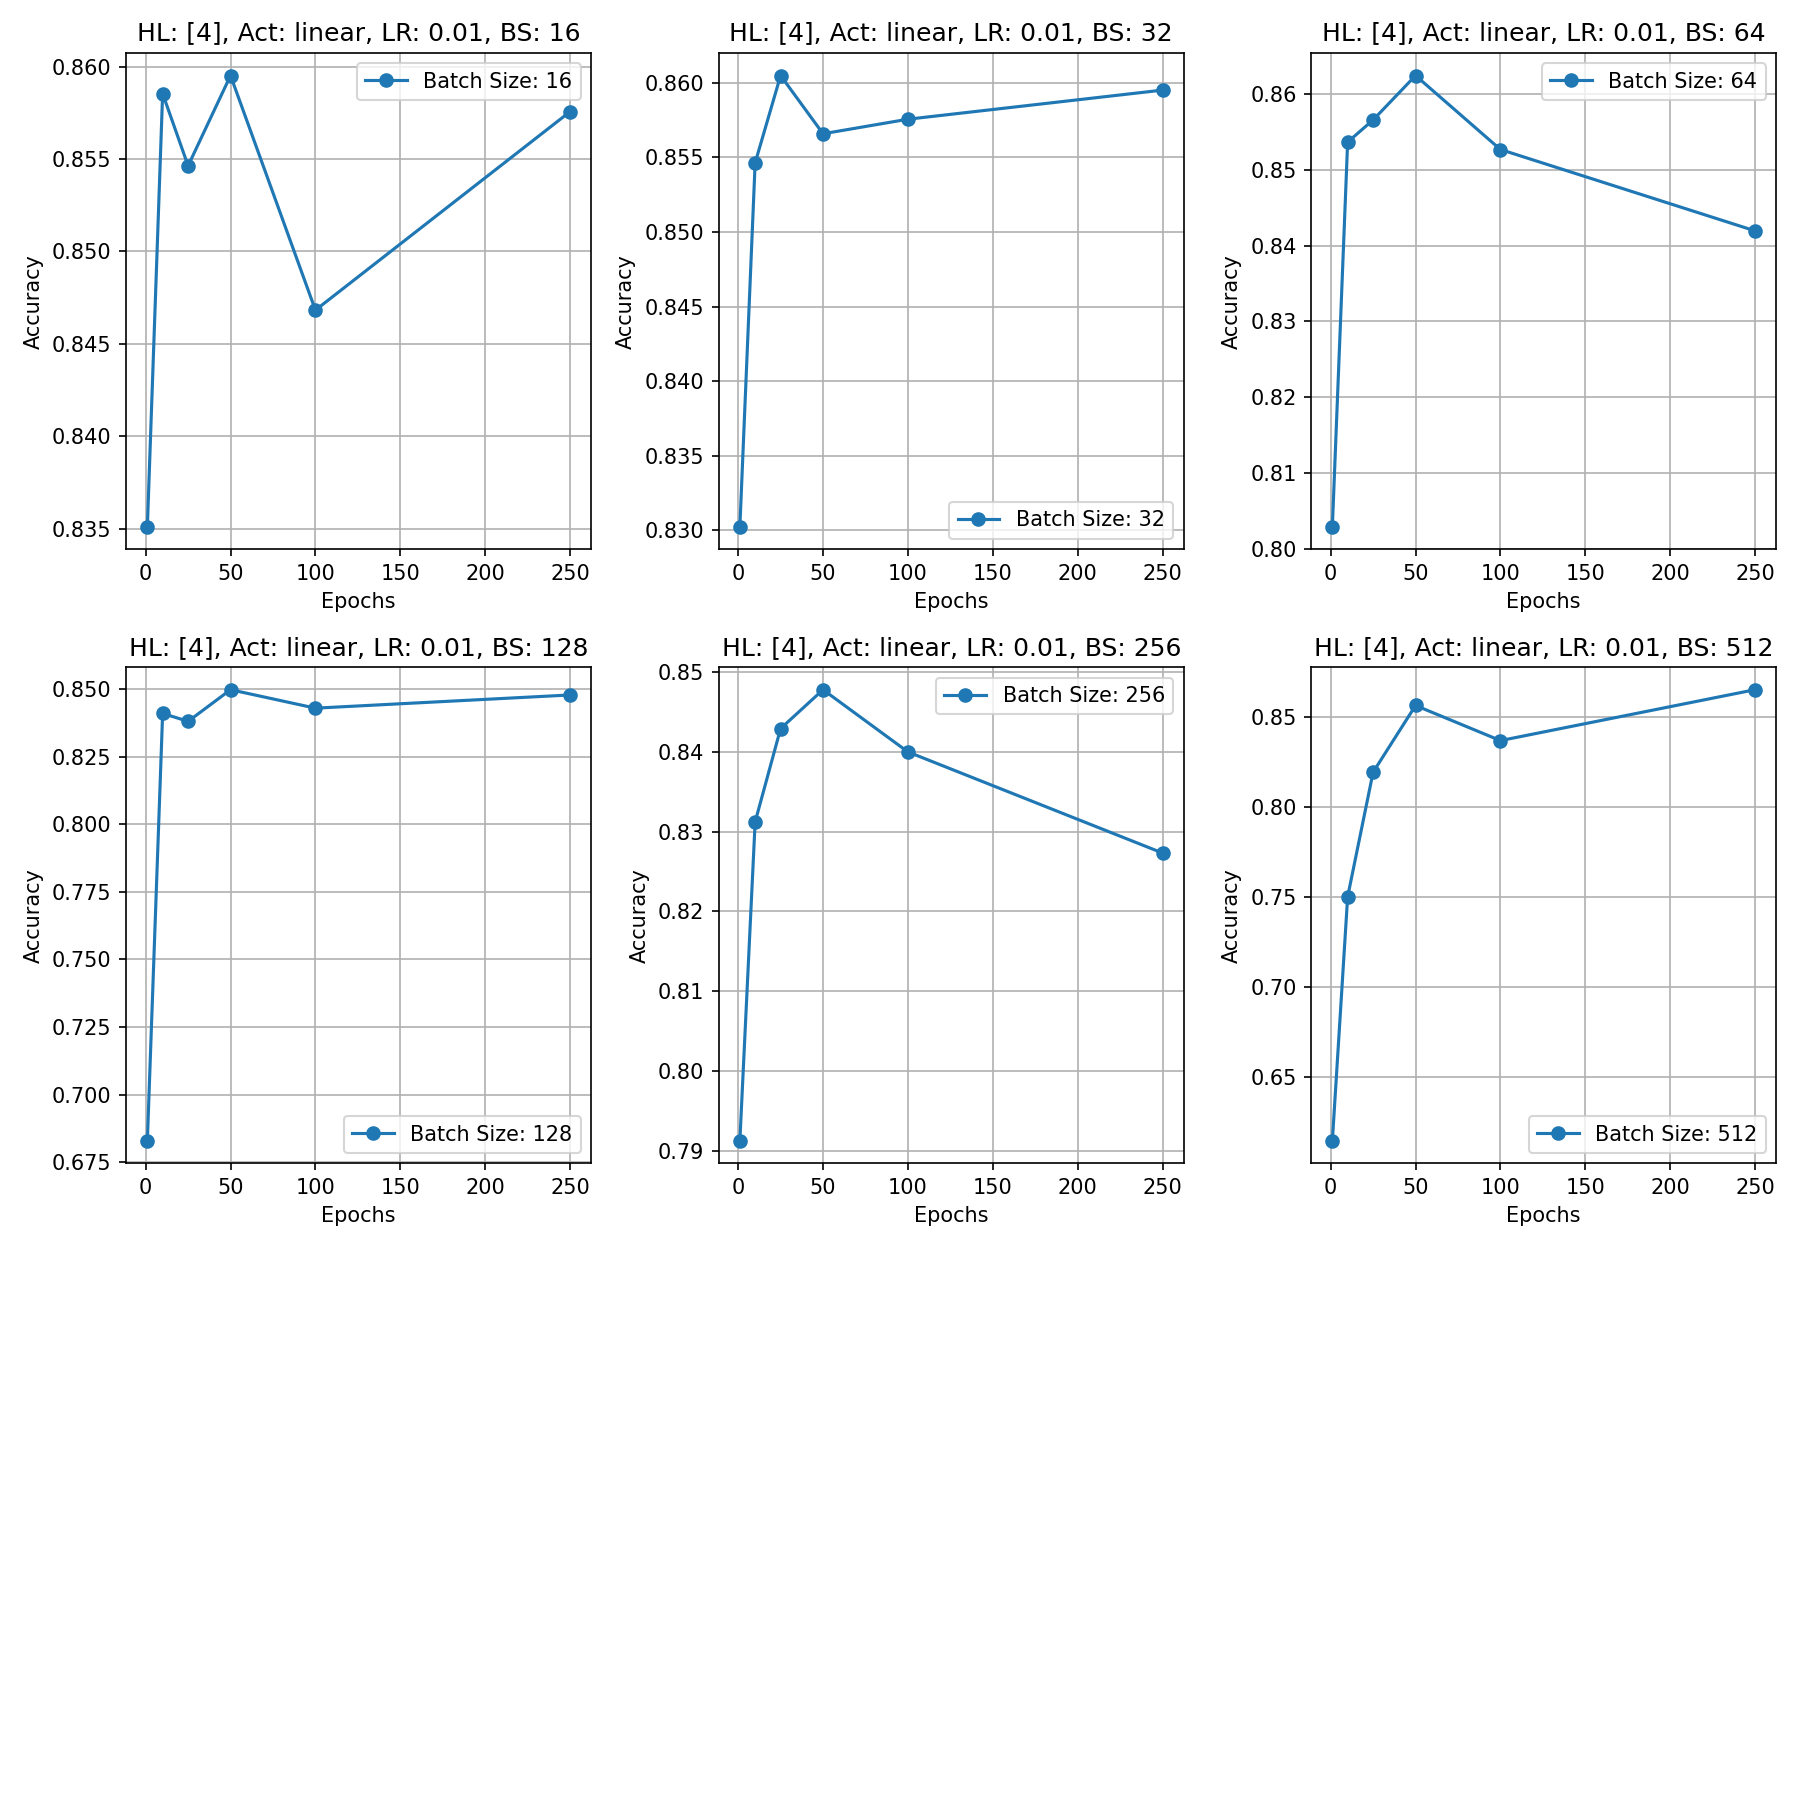 HL: [4], Act: linear, LR: 0.01, BS: 16
Batch Size: 16
Accuracy
0.860
0.855
0.850
0.845
0.840
0.835
0 50 100 150 200 250
Epochs
HL: [4], Act: linear, LR: 0.01, BS: 32
Batch Size: 32
Accuracy
0.860
0.855
0.850
0.845
0.840
0.835
0.830
0 50 100 150 200 250
Epochs
HL: [4], Act: linear, LR: 0.01, BS: 64
Batch Size: 64
Accuracy
0.86
0.85
0.84
0.83
0.82
0.81
0.80
0 50 100 150 200 250
Epochs
HL: [4], Act: linear, LR: 0.01, BS: 128
Batch Size: 128
Accuracy
0.850
0.825
0.800
0.775
0.750
0.725
0.700
0.675
0 50 100 150 200 250
Epochs
HL: [4], Act: linear, LR: 0.01, BS: 256
Batch Size: 256
Accuracy
0.85
0.84
0.83
0.82
0.81
0.80
0.79
0 50 100 150 200 250
Epochs
HL: [4], Act: linear, LR: 0.01, BS: 512
Batch Size: 512
Accuracy
0.85
0.80
0.75
0.70
0.65
0 50 100 150 200 250
Epochs